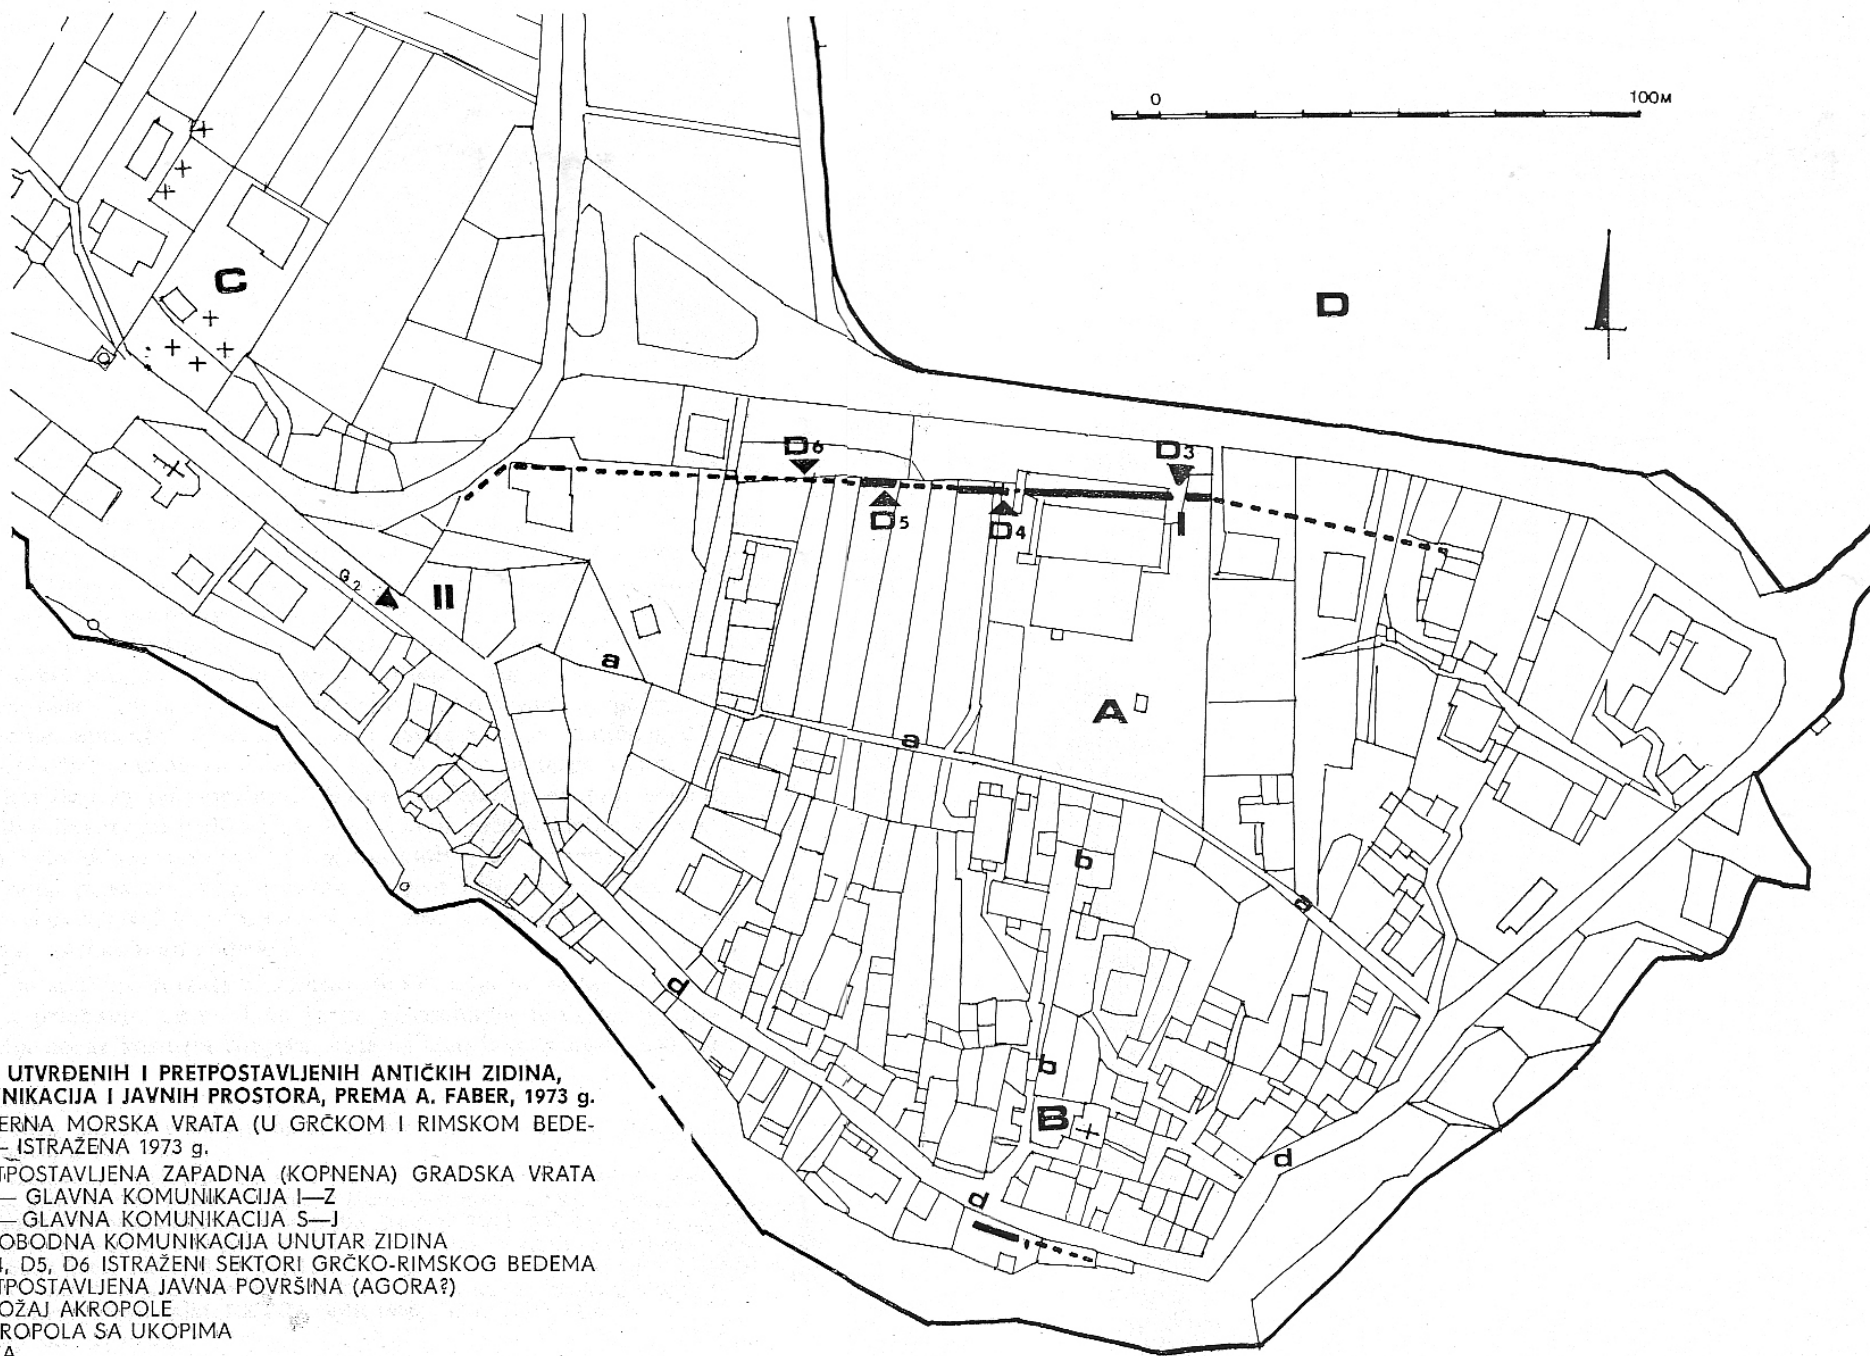 0 100M
C
D
D6
D3
D5
D4
I
G2
II
a
a
A
b
a
d
b
B
d
d
UTVRĐENIH I PRETPOSTAVLJENIH ANTIČKIH ZIDINA,
NIKACIJA I JAVNIH PROSTORA, PREMA A. FABER, 1973 g.
ERNA MORSKA VRATA (U GRČKOM I RIMSKOM BEDE-
— ISTRAŽENA 1973 g.
TPOSTAVLJENA ZAPADNA (KOPNENA) GRADSKA VRATA
— GLAVNA KOMUNIKACIJA I—Z
— GLAVNA KOMUNIKACIJA S—J
OBODNA KOMUNIKACIJA UNUTAR ZIDINA
, D5, D6 ISTRAŽENI SEKTORI GRČKO-RIMSKOG BEDEMA
TPOSTAVLJENA JAVNA POVRŠINA (AGORA?)
OŽAJ AKROPOLE
ROPOLA SA UKOPIMA